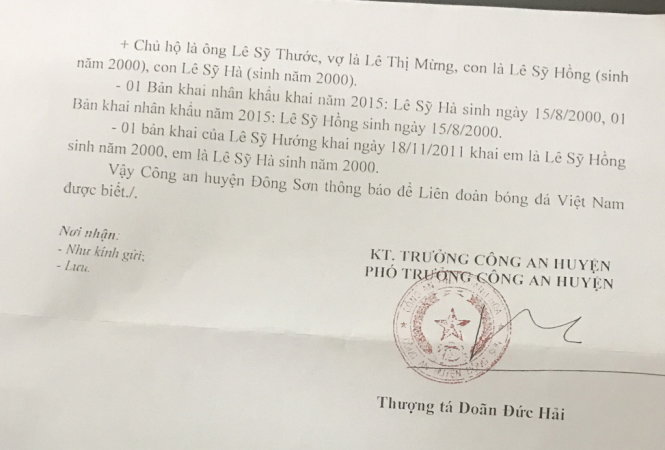 + Chủ hộ là ông Lê Sỹ Thước, vợ là Lê Thị Mừng, con là Lê Sỹ Hồng (sinh
năm 2000), con Lê Sỹ Hà (sinh năm 2000).
- 01 Bản khai nhân khẩu khai năm 2015: Lê Sỹ Hà sinh ngày 15/8/2000, 01
Bản khai nhân khẩu năm 2015: Lê Sỹ Hồng sinh ngày 15/8/2000.
- 01 bản khai của Lê Sỹ Hướng khai ngày 18/11/2011 khai em là Lê Sỹ Hồng
sinh năm 2000, em là Lê Sỹ Hà sinh năm 2000.
Vậy Công an huyện Đông Sơn thông báo để Liên đoàn bóng đá Việt Nam
được biết./.
Nơi nhận:
- Như kính gửi;
- Lưu.
KT. TRƯỞNG CÔNG AN HUYỆN
PHÓ TRƯỞNG CÔNG AN HUYỆN
Thượng tá Doãn Đức Hải